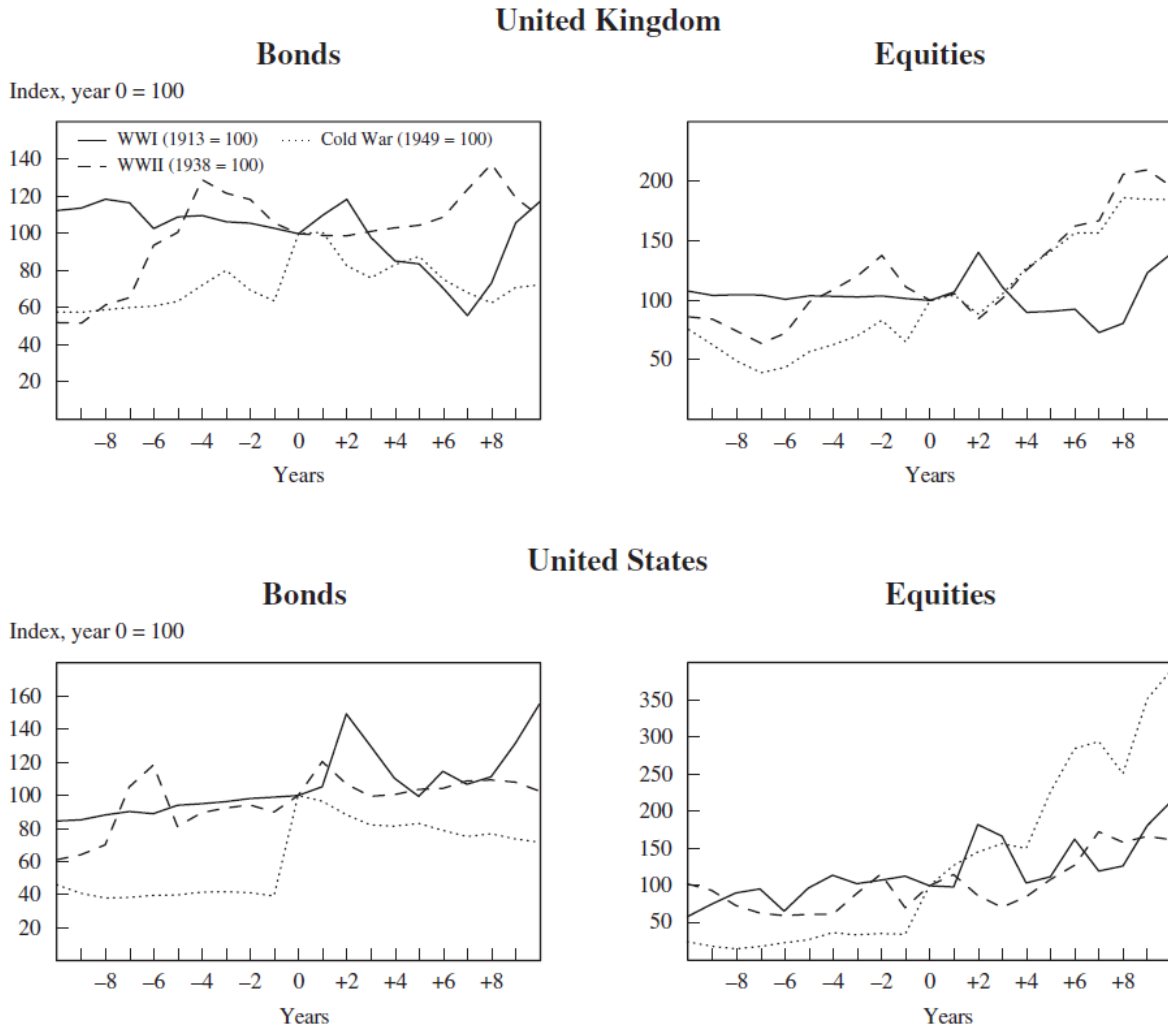 United Kingdom
Bonds
Equities
Index, year 0 = 100
WWI (1913 = 100) Cold War (1949 = 100)
WWII (1938 = 100)
140
120
100
80
60
40
20
–8 –6 –4 –2 0 +2 +4 +6 +8
Years
200
150
100
50
–8 –6 –4 –2 0 +2 +4 +6 +8
Years
United States
Bonds
Equities
Index, year 0 = 100
160
140
120
100
80
60
40
20
–8 –6 –4 –2 0 +2 +4 +6 +8
Years
350
300
250
200
150
100
50
–8 –6 –4 –2 0 +2 +4 +6 +8
Years